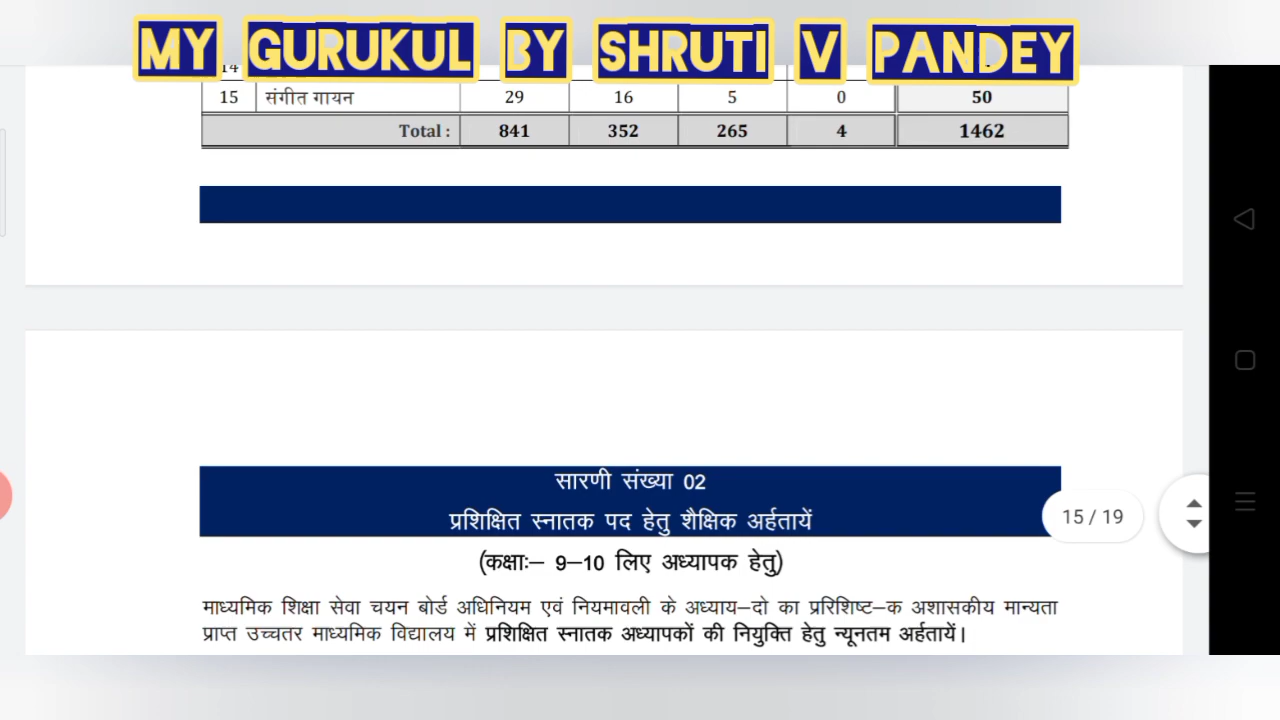 MY GURUKUL BY SHRUTI V PANDEY
14
15 संगीत गायन 29 16 5 0 50
Total : 841 352 265 4 1462
सारणी संख्या 02
प्रशिक्षित स्नातक पद हेतु शैक्षिक अर्हतायें
15 / 19
(कक्षाः– 9–10 लिए अध्यापक हेतु)
माध्यमिक शिक्षा सेवा चयन बोर्ड अधिनियम एवं नियमावली के अध्याय–दो का प्ररिशिष्ट–क अशासकीय मान्यता
प्राप्त उच्चतर माध्यमिक विद्यालय में प्रशिक्षित स्नातक अध्यापकों की नियुक्ति हेतु न्यूनतम अर्हतायें।